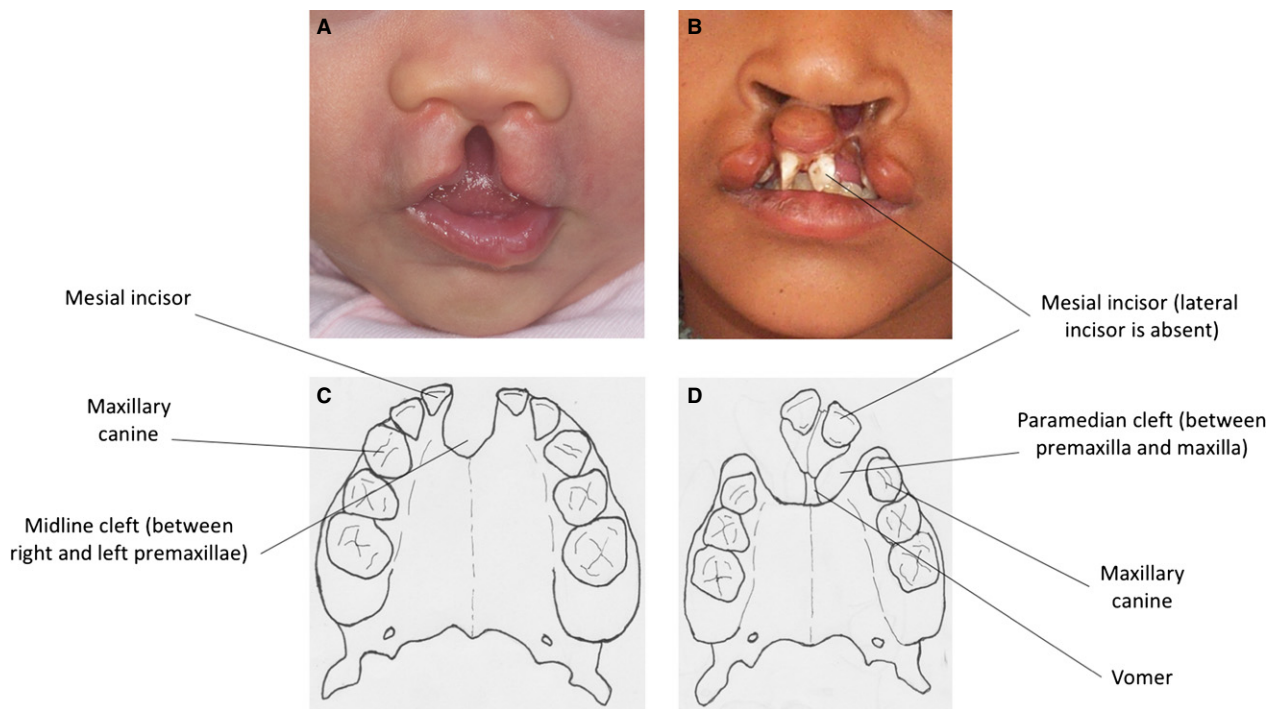 A
B
Mesial incisor
Mesial incisor (lateral
incisor is absent)
C
D
Maxillary
canine
Paramedian cleft (between
premaxilla and maxilla)
Midline cleft (between
right and left premaxillae)
Maxillary
canine
Vomer